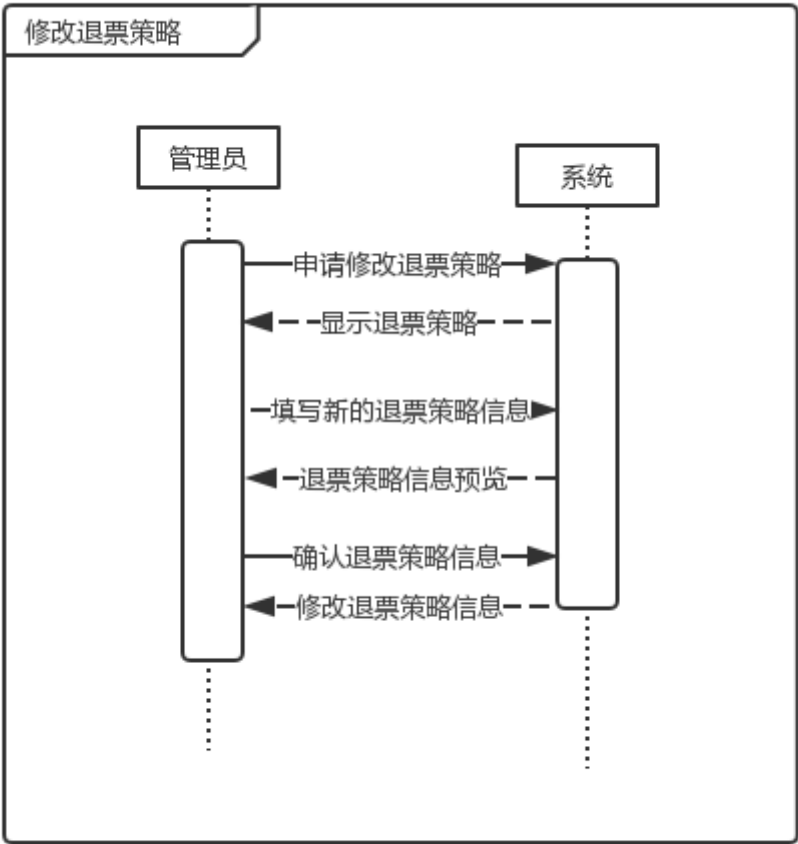 修改退票策略
管理员
系统
申请修改退票策略
显示退票策略
填写新的退票策略信息
退票策略信息预览
确认退票策略信息
修改退票策略信息